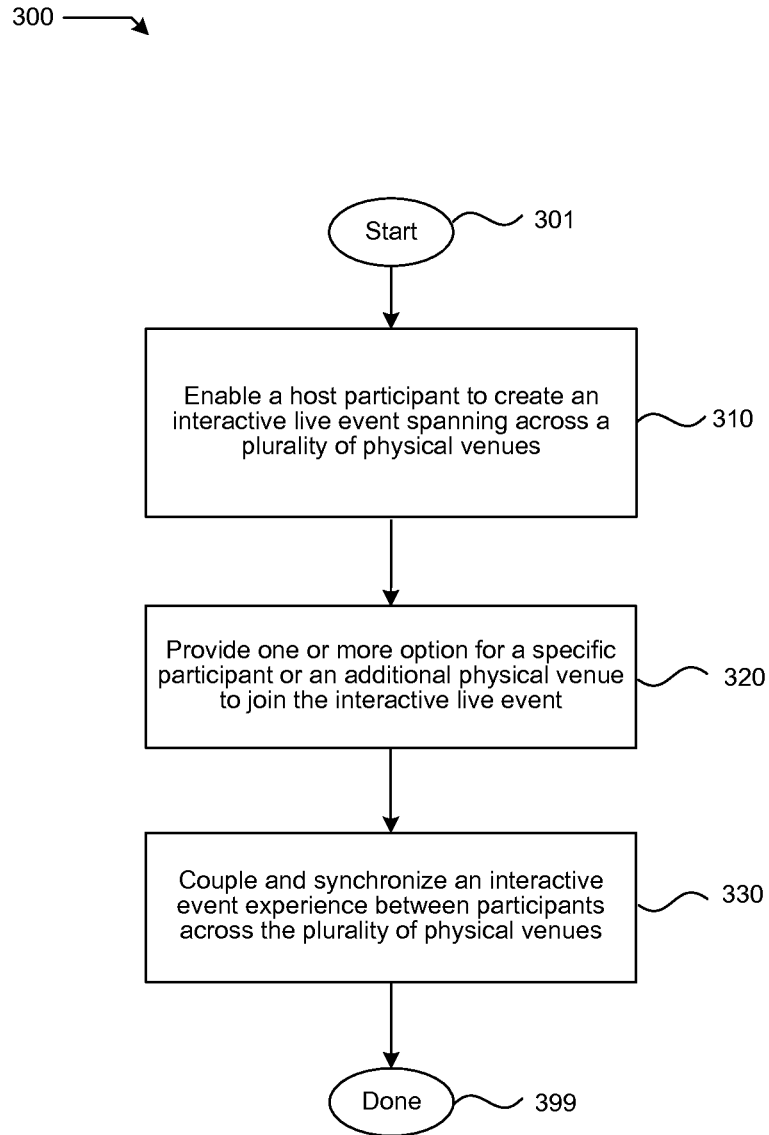 300
Start
301
Enable a host participant to create an
interactive live event spanning across a
plurality of physical venues
310
Provide one or more option for a specific
participant or an additional physical venue
to join the interactive live event
320
Couple and synchronize an interactive
event experience between participants
across the plurality of physical venues
330
Done
399